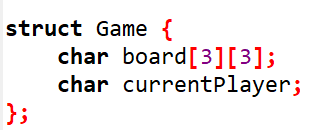 struct Game {
    char board[3][3];
    char currentPlayer;
};